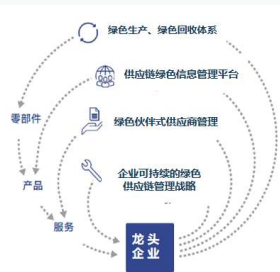 绿色生产、绿色回收体系
供应链绿色信息管理平台
零部件
绿色伙伴式供应商管理
企业可持续的绿色
供应链管理战略
产品
服务
龙头
企业